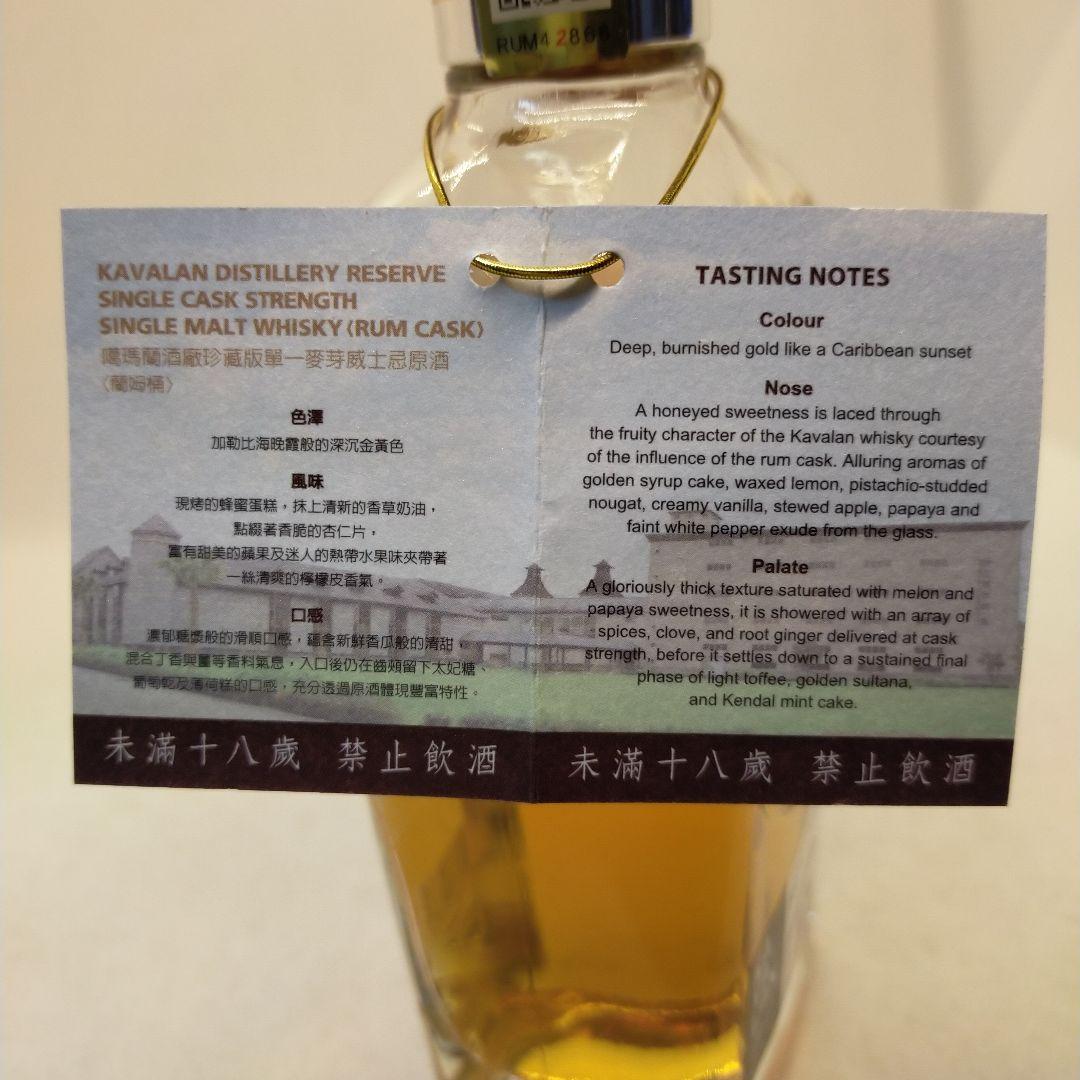 RUM42866
KAVALAN DISTILLERY RESERVE
SINGLE CASK STRENGTH
SINGLE MALT WHISKY (RUM CASK)
噶瑪蘭酒廠珍藏版單一麥芽威士忌原酒
〈蘭姆桶〉
色澤
加勒比海晚霞般的深沉金黃色
風味
現烤的蜂蜜蛋糕，抹上清新的香草奶油，
點綴著香脆的杏仁片，
富有甜美的蘋果及迷人的熱帶水果味夾帶著
一絲清爽的檸檬皮香氣。
口感
濃郁糖漿般的滑順口感，蘊含新鮮香瓜般的清甜，
混合丁香與薑等香料氣息，入口後仍在齒頰留下太妃糖、
葡萄乾及薄荷糕的口感，充分透過原酒體現豐富特性。
未滿十八歲 禁止飲酒
TASTING NOTES
Colour
Deep, burnished gold like a Caribbean sunset
Nose
A honeyed sweetness is laced through
the fruity character of the Kavalan whisky courtesy
of the influence of the rum cask. Alluring aromas of
golden syrup cake, waxed lemon, pistachio-studded
nougat, creamy vanilla, stewed apple, papaya and
faint white pepper exude from the glass.
Palate
A gloriously thick texture saturated with melon and
papaya sweetness, it is showered with an array of
spices, clove, and root ginger delivered at cask
strength, before it settles down to a sustained final
phase of light toffee, golden sultana,
and Kendal mint cake.
未滿十八歲 禁止飲酒